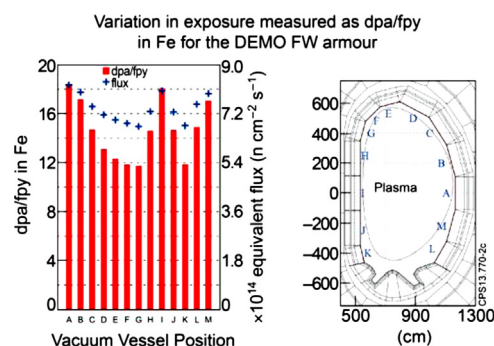 Variation in exposure measured as dpa/fpy
in Fe for the DEMO FW armour
20
16
12
8
4
0
dpa/fpy in Fe
dpa/fpy
flux
9.0
7.2
5.4
3.6
1.8
0
×10¹⁴ equivalent flux (n cm⁻² s⁻¹)
A B C D E F G H I J K L M
Vacuum Vessel Position
600
400
200
0
−200
−400
−600
E D
F
G C
H B
Plasma
I A
J M
K L
500 900 1300
(cm)
CPS13.770-2c